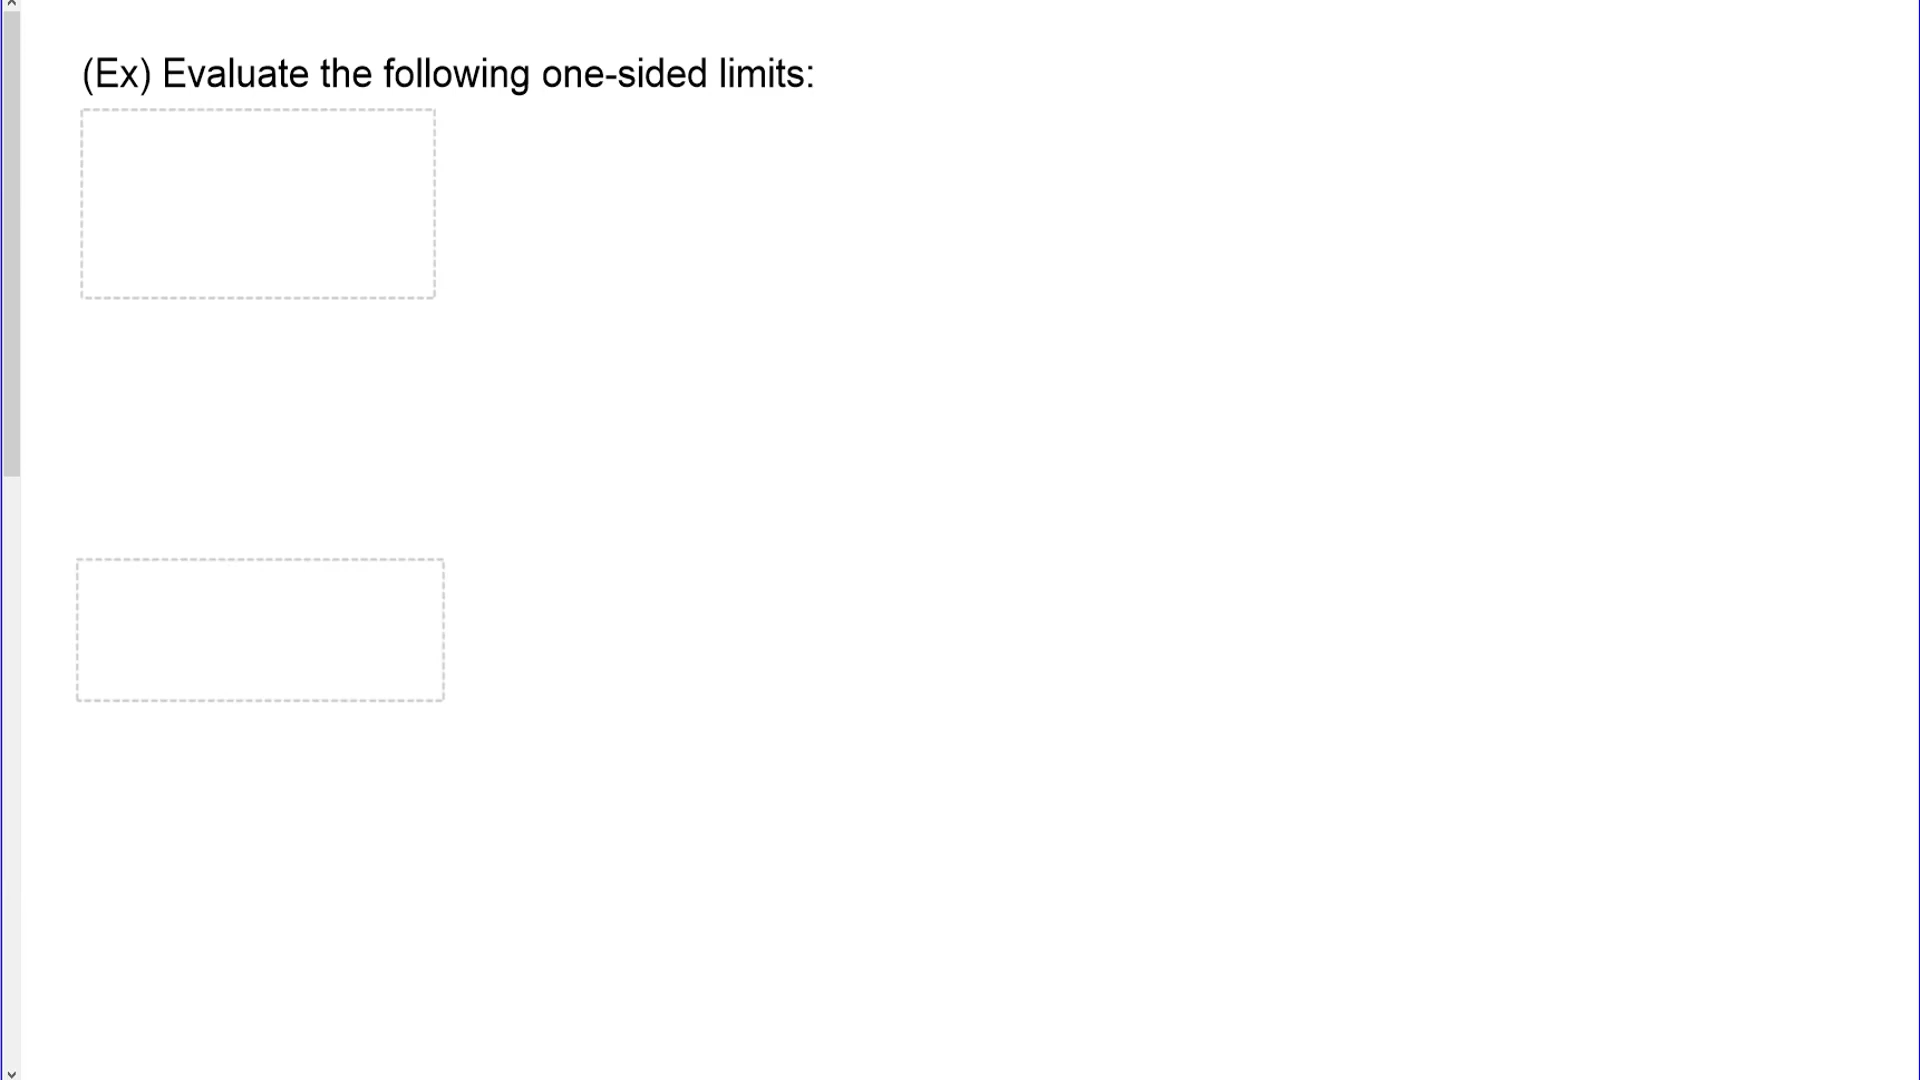 (Ex) Evaluate the following one-sided limits: